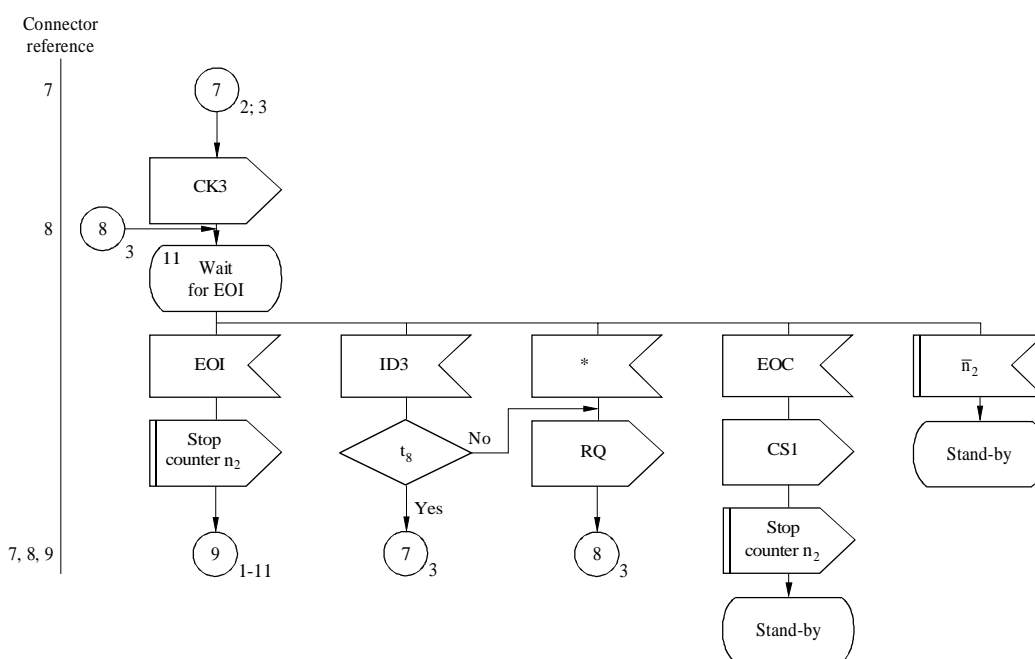 Connector
reference
7
7
2; 3
CK3
8
8
3
11
Wait
for EOI
EOI
ID3
*
EOC
n̅₂
Stop
counter n₂
t₈
No
RQ
CS1
Stand-by
Yes
7, 8, 9
9
1-11
7
3
8
3
Stop
counter n₂
Stand-by